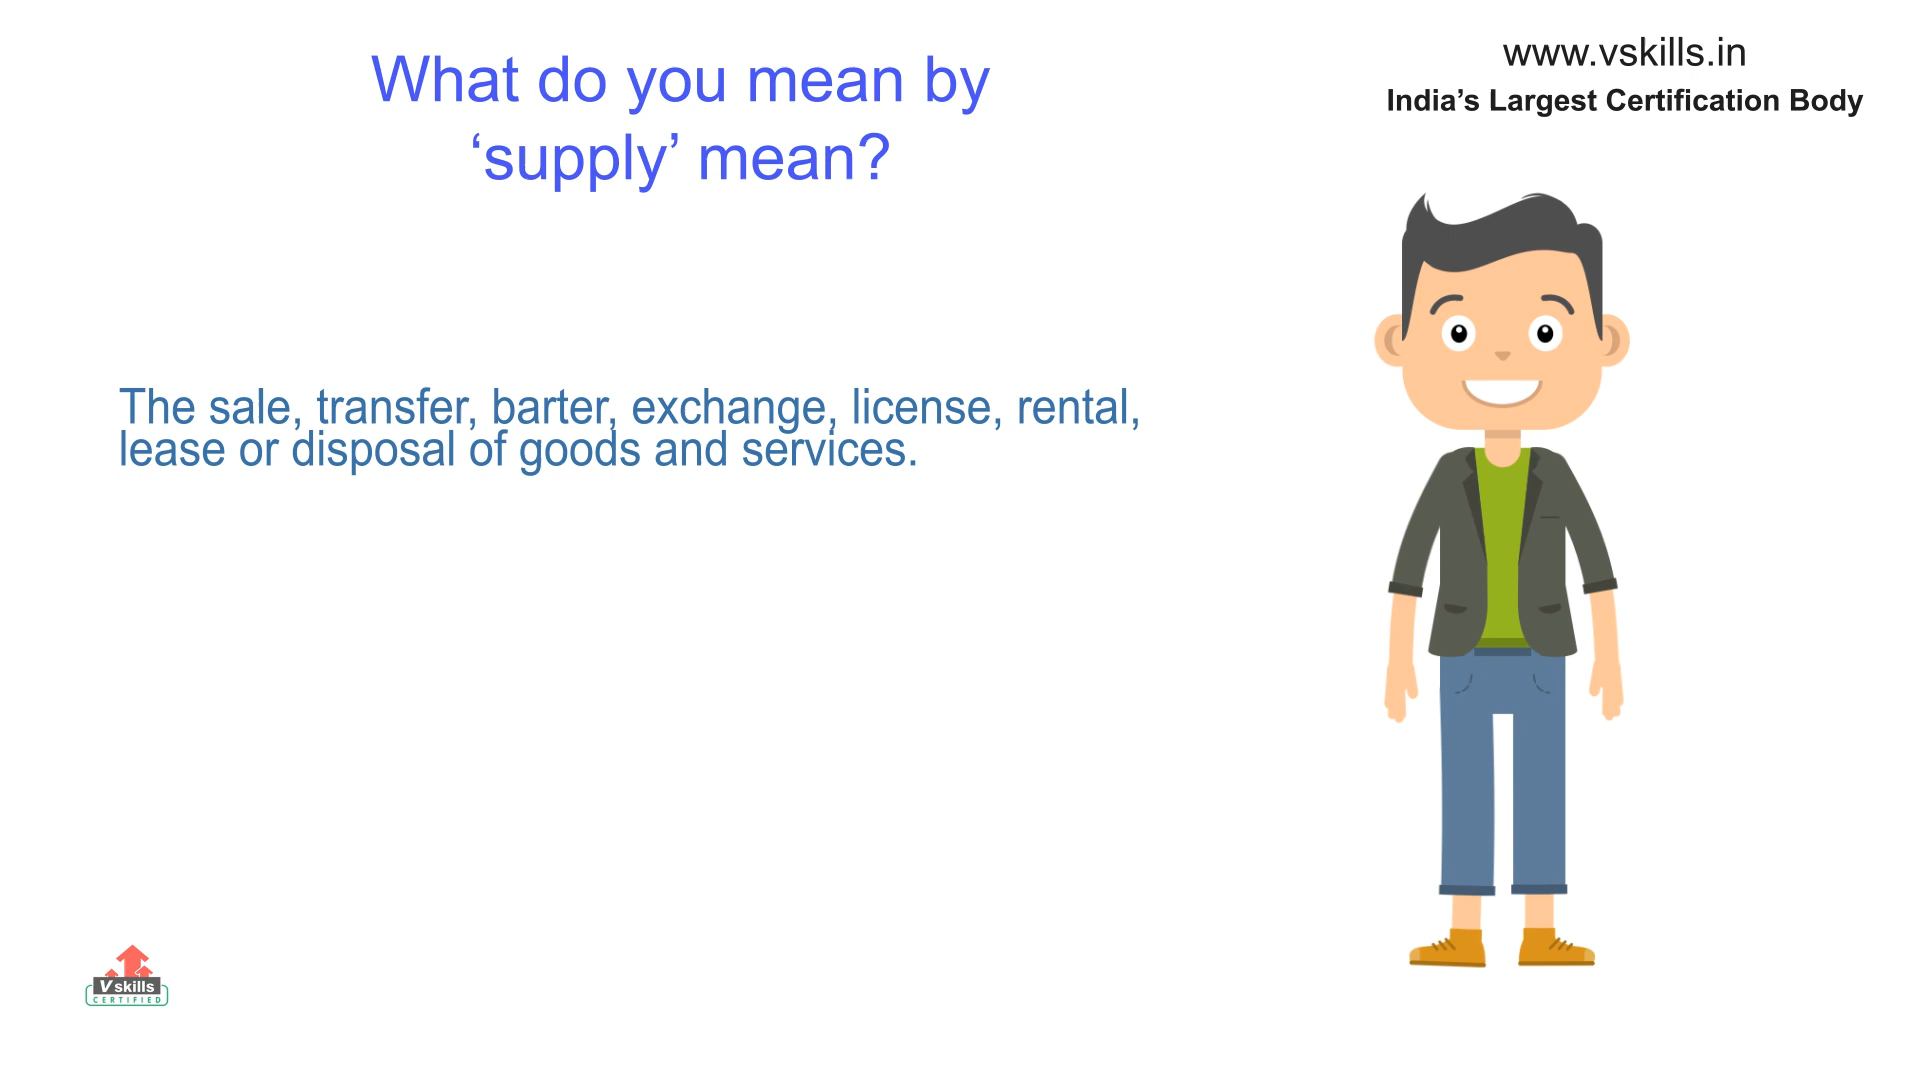 What do you mean by
‘supply’ mean?
www.vskills.in
India’s Largest Certification Body
The sale, transfer, barter, exchange, license, rental,
lease or disposal of goods and services.
Vskills
CERTIFIED